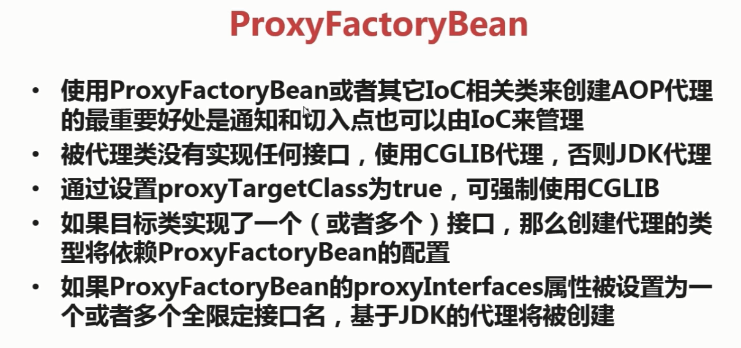 ProxyFactoryBean
• 使用ProxyFactoryBean或者其它IoC相关类来创建AOP代理
的最重要好处是通知和切入点也可以由IoC来管理
• 被代理类没有实现任何接口，使用CGLIB代理，否则JDK代理
• 通过设置proxyTargetClass为true，可强制使用CGLIB
• 如果目标类实现了一个（或者多个）接口，那么创建代理的类
型将依赖ProxyFactoryBean的配置
• 如果ProxyFactoryBean的proxyInterfaces属性被设置为一
个或者多个全限定接口名，基于JDK的代理将被创建